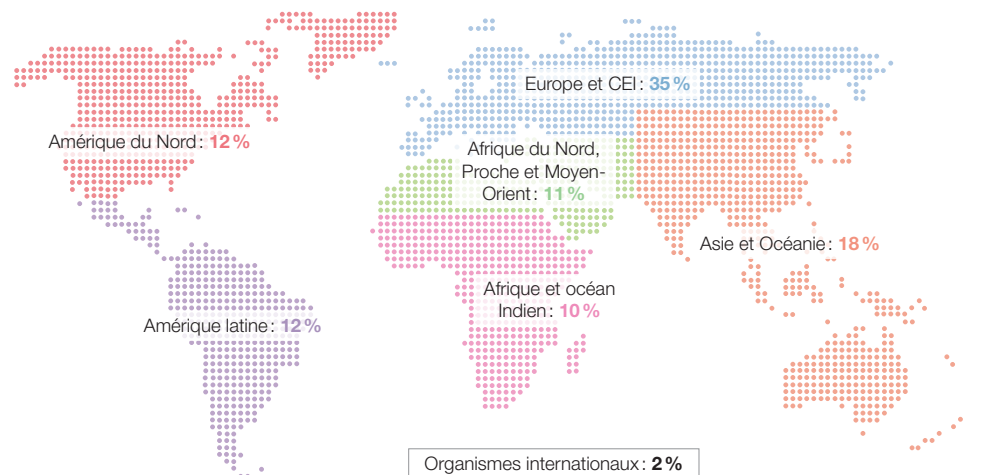 Europe et CEI : 35 %
Amérique du Nord : 12 %
Afrique du Nord,
Proche et Moyen-
Orient : 11 %
Asie et Océanie : 18 %
Afrique et océan
Indien : 10 %
Amérique latine : 12 %
Organismes internationaux : 2 %